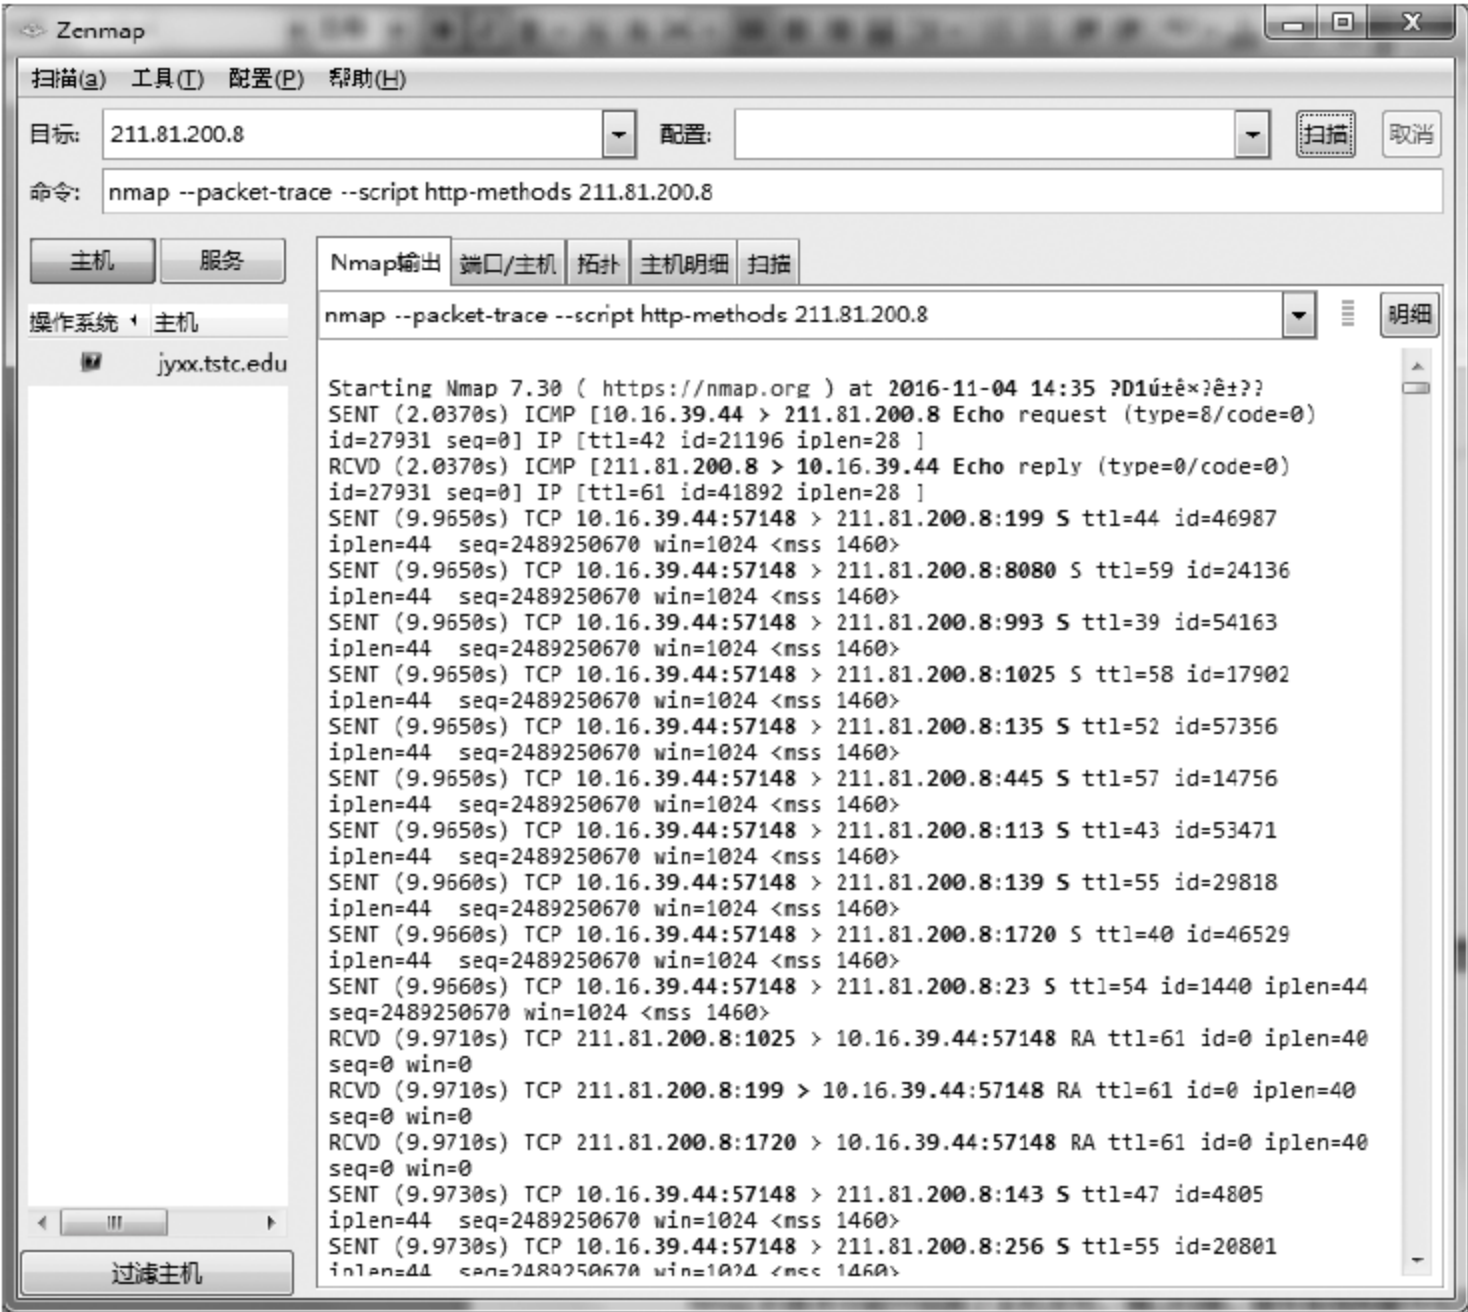 Zenmap
扫描(a) 工具(T) 配置(P) 帮助(H)
目标: 211.81.200.8 配置: 扫描 取消
命令: nmap --packet-trace --script http-methods 211.81.200.8
主机 服务 Nmap输出 端口/主机 拓扑 主机明细 扫描
操作系统 主机 nmap --packet-trace --script http-methods 211.81.200.8 明细
jyxx.tstc.edu
Starting Nmap 7.30 ( https://nmap.org ) at 2016-11-04 14:35 ?D1ú±ê×?ê±??
SENT (2.0370s) ICMP [10.16.39.44 > 211.81.200.8 Echo request (type=8/code=0)
id=27931 seq=0] IP [ttl=42 id=21196 iplen=28 ]
RCVD (2.0370s) ICMP [211.81.200.8 > 10.16.39.44 Echo reply (type=0/code=0)
id=27931 seq=0] IP [ttl=61 id=41892 iplen=28 ]
SENT (9.9650s) TCP 10.16.39.44:57148 > 211.81.200.8:199 S ttl=44 id=46987
iplen=44 seq=2489250670 win=1024 <mss 1460>
SENT (9.9650s) TCP 10.16.39.44:57148 > 211.81.200.8:8080 S ttl=59 id=24136
iplen=44 seq=2489250670 win=1024 <mss 1460>
SENT (9.9650s) TCP 10.16.39.44:57148 > 211.81.200.8:993 S ttl=39 id=54163
iplen=44 seq=2489250670 win=1024 <mss 1460>
SENT (9.9650s) TCP 10.16.39.44:57148 > 211.81.200.8:1025 S ttl=58 id=17902
iplen=44 seq=2489250670 win=1024 <mss 1460>
SENT (9.9650s) TCP 10.16.39.44:57148 > 211.81.200.8:135 S ttl=52 id=57356
iplen=44 seq=2489250670 win=1024 <mss 1460>
SENT (9.9650s) TCP 10.16.39.44:57148 > 211.81.200.8:445 S ttl=57 id=14756
iplen=44 seq=2489250670 win=1024 <mss 1460>
SENT (9.9650s) TCP 10.16.39.44:57148 > 211.81.200.8:113 S ttl=43 id=53471
iplen=44 seq=2489250670 win=1024 <mss 1460>
SENT (9.9660s) TCP 10.16.39.44:57148 > 211.81.200.8:139 S ttl=55 id=29818
iplen=44 seq=2489250670 win=1024 <mss 1460>
SENT (9.9660s) TCP 10.16.39.44:57148 > 211.81.200.8:1720 S ttl=40 id=46529
iplen=44 seq=2489250670 win=1024 <mss 1460>
SENT (9.9660s) TCP 10.16.39.44:57148 > 211.81.200.8:23 S ttl=54 id=1440 iplen=44
seq=2489250670 win=1024 <mss 1460>
RCVD (9.9710s) TCP 211.81.200.8:1025 > 10.16.39.44:57148 RA ttl=61 id=0 iplen=40
seq=0 win=0
RCVD (9.9710s) TCP 211.81.200.8:199 > 10.16.39.44:57148 RA ttl=61 id=0 iplen=40
seq=0 win=0
RCVD (9.9710s) TCP 211.81.200.8:1720 > 10.16.39.44:57148 RA ttl=61 id=0 iplen=40
seq=0 win=0
SENT (9.9730s) TCP 10.16.39.44:57148 > 211.81.200.8:143 S ttl=47 id=4805
iplen=44 seq=2489250670 win=1024 <mss 1460>
SENT (9.9730s) TCP 10.16.39.44:57148 > 211.81.200.8:256 S ttl=55 id=20801
iplen=44 seq=2489250670 win=1024 <mss 1460>
过滤主机